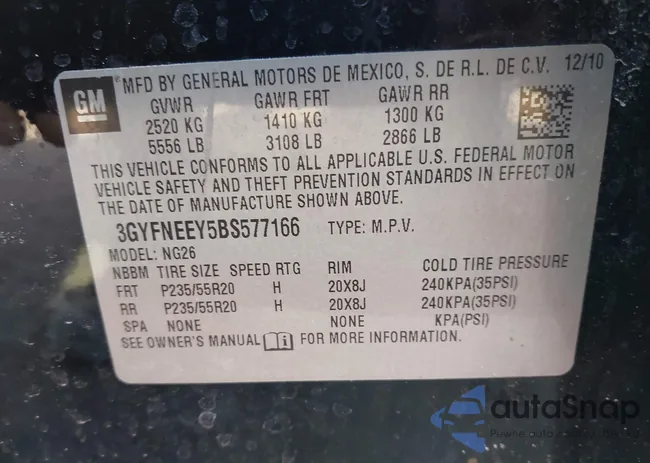 GM
MFD BY GENERAL MOTORS DE MEXICO, S. DE R.L. DE C.V. 12/10
GVWR GAWR FRT GAWR RR
2520 KG 1410 KG 1300 KG
5556 LB 3108 LB 2866 LB
THIS VEHICLE CONFORMS TO ALL APPLICABLE U.S. FEDERAL MOTOR
VEHICLE SAFETY AND THEFT PREVENTION STANDARDS IN EFFECT ON
THE DATE OF MANUFACTURE SHOWN ABOVE.
3GYFNEEY5BS577166 TYPE: M.P.V.
MODEL: NG26
NBBM TIRE SIZE SPEED RTG RIM COLD TIRE PRESSURE
FRT P235/55R20 H 20X8J 240KPA(35PSI)
RR P235/55R20 H 20X8J 240KPA(35PSI)
SPA NONE NONE KPA(PSI)
SEE OWNER'S MANUAL i FOR MORE INFORMATION.
autaSnap